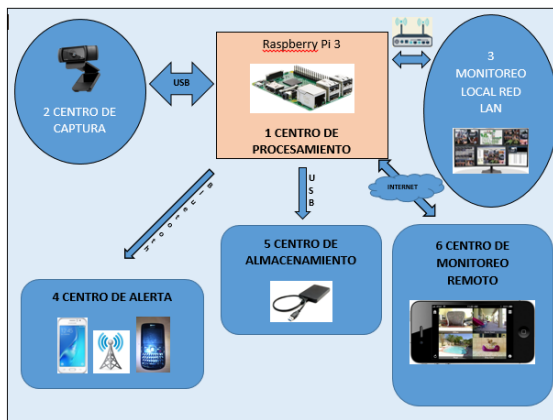 Raspberry Pi 3
1 CENTRO DE
PROCESAMIENTO
2 CENTRO DE
CAPTURA
USB
3
MONITOREO
LOCAL RED
LAN
USB
INTERNET
4 CENTRO DE ALERTA
5 CENTRO DE
ALMACENAMIENTO
6 CENTRO DE
MONITOREO
REMOTO